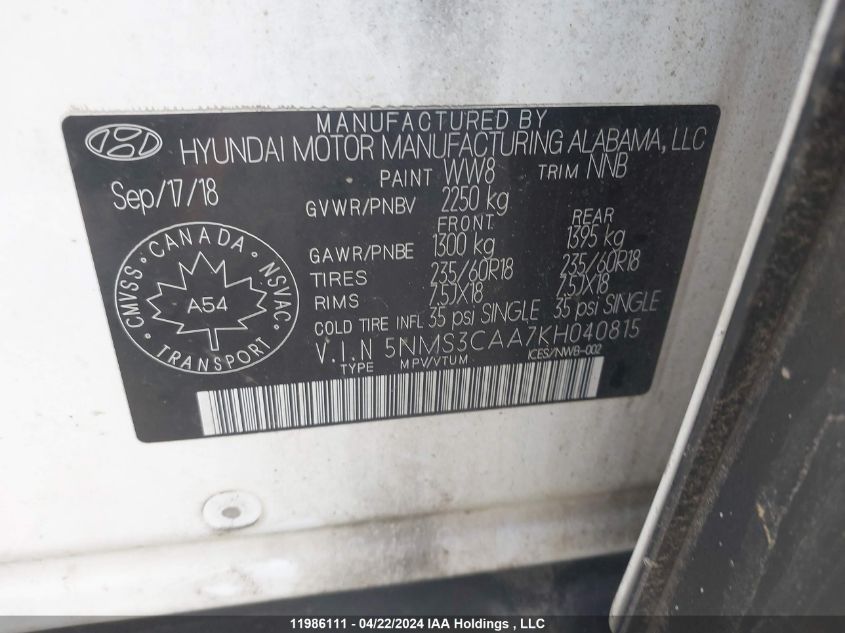 MANUFACTURED BY
HYUNDAI MOTOR MANUFACTURING ALABAMA, LLC
Sep/17/18 PAINT WW8 TRIM NNB
GVWR/PNBV 2250 kg
FRONT REAR
GAWR/PNBE 1300 kg 1395 kg
TIRES 235/60R18 235/60R18
RIMS 7.5JX18 7.5JX18
COLD TIRE INFL 35 psi SINGLE 35 psi SINGLE
V.I.N 5NMS3CAA7KH040815
TYPE MPV/VTUM ICES/NWB-002
CMVSS • CANADA • NSVAC • TRANSPORT •
A54
11986111 - 04/22/2024 IAA Holdings , LLC